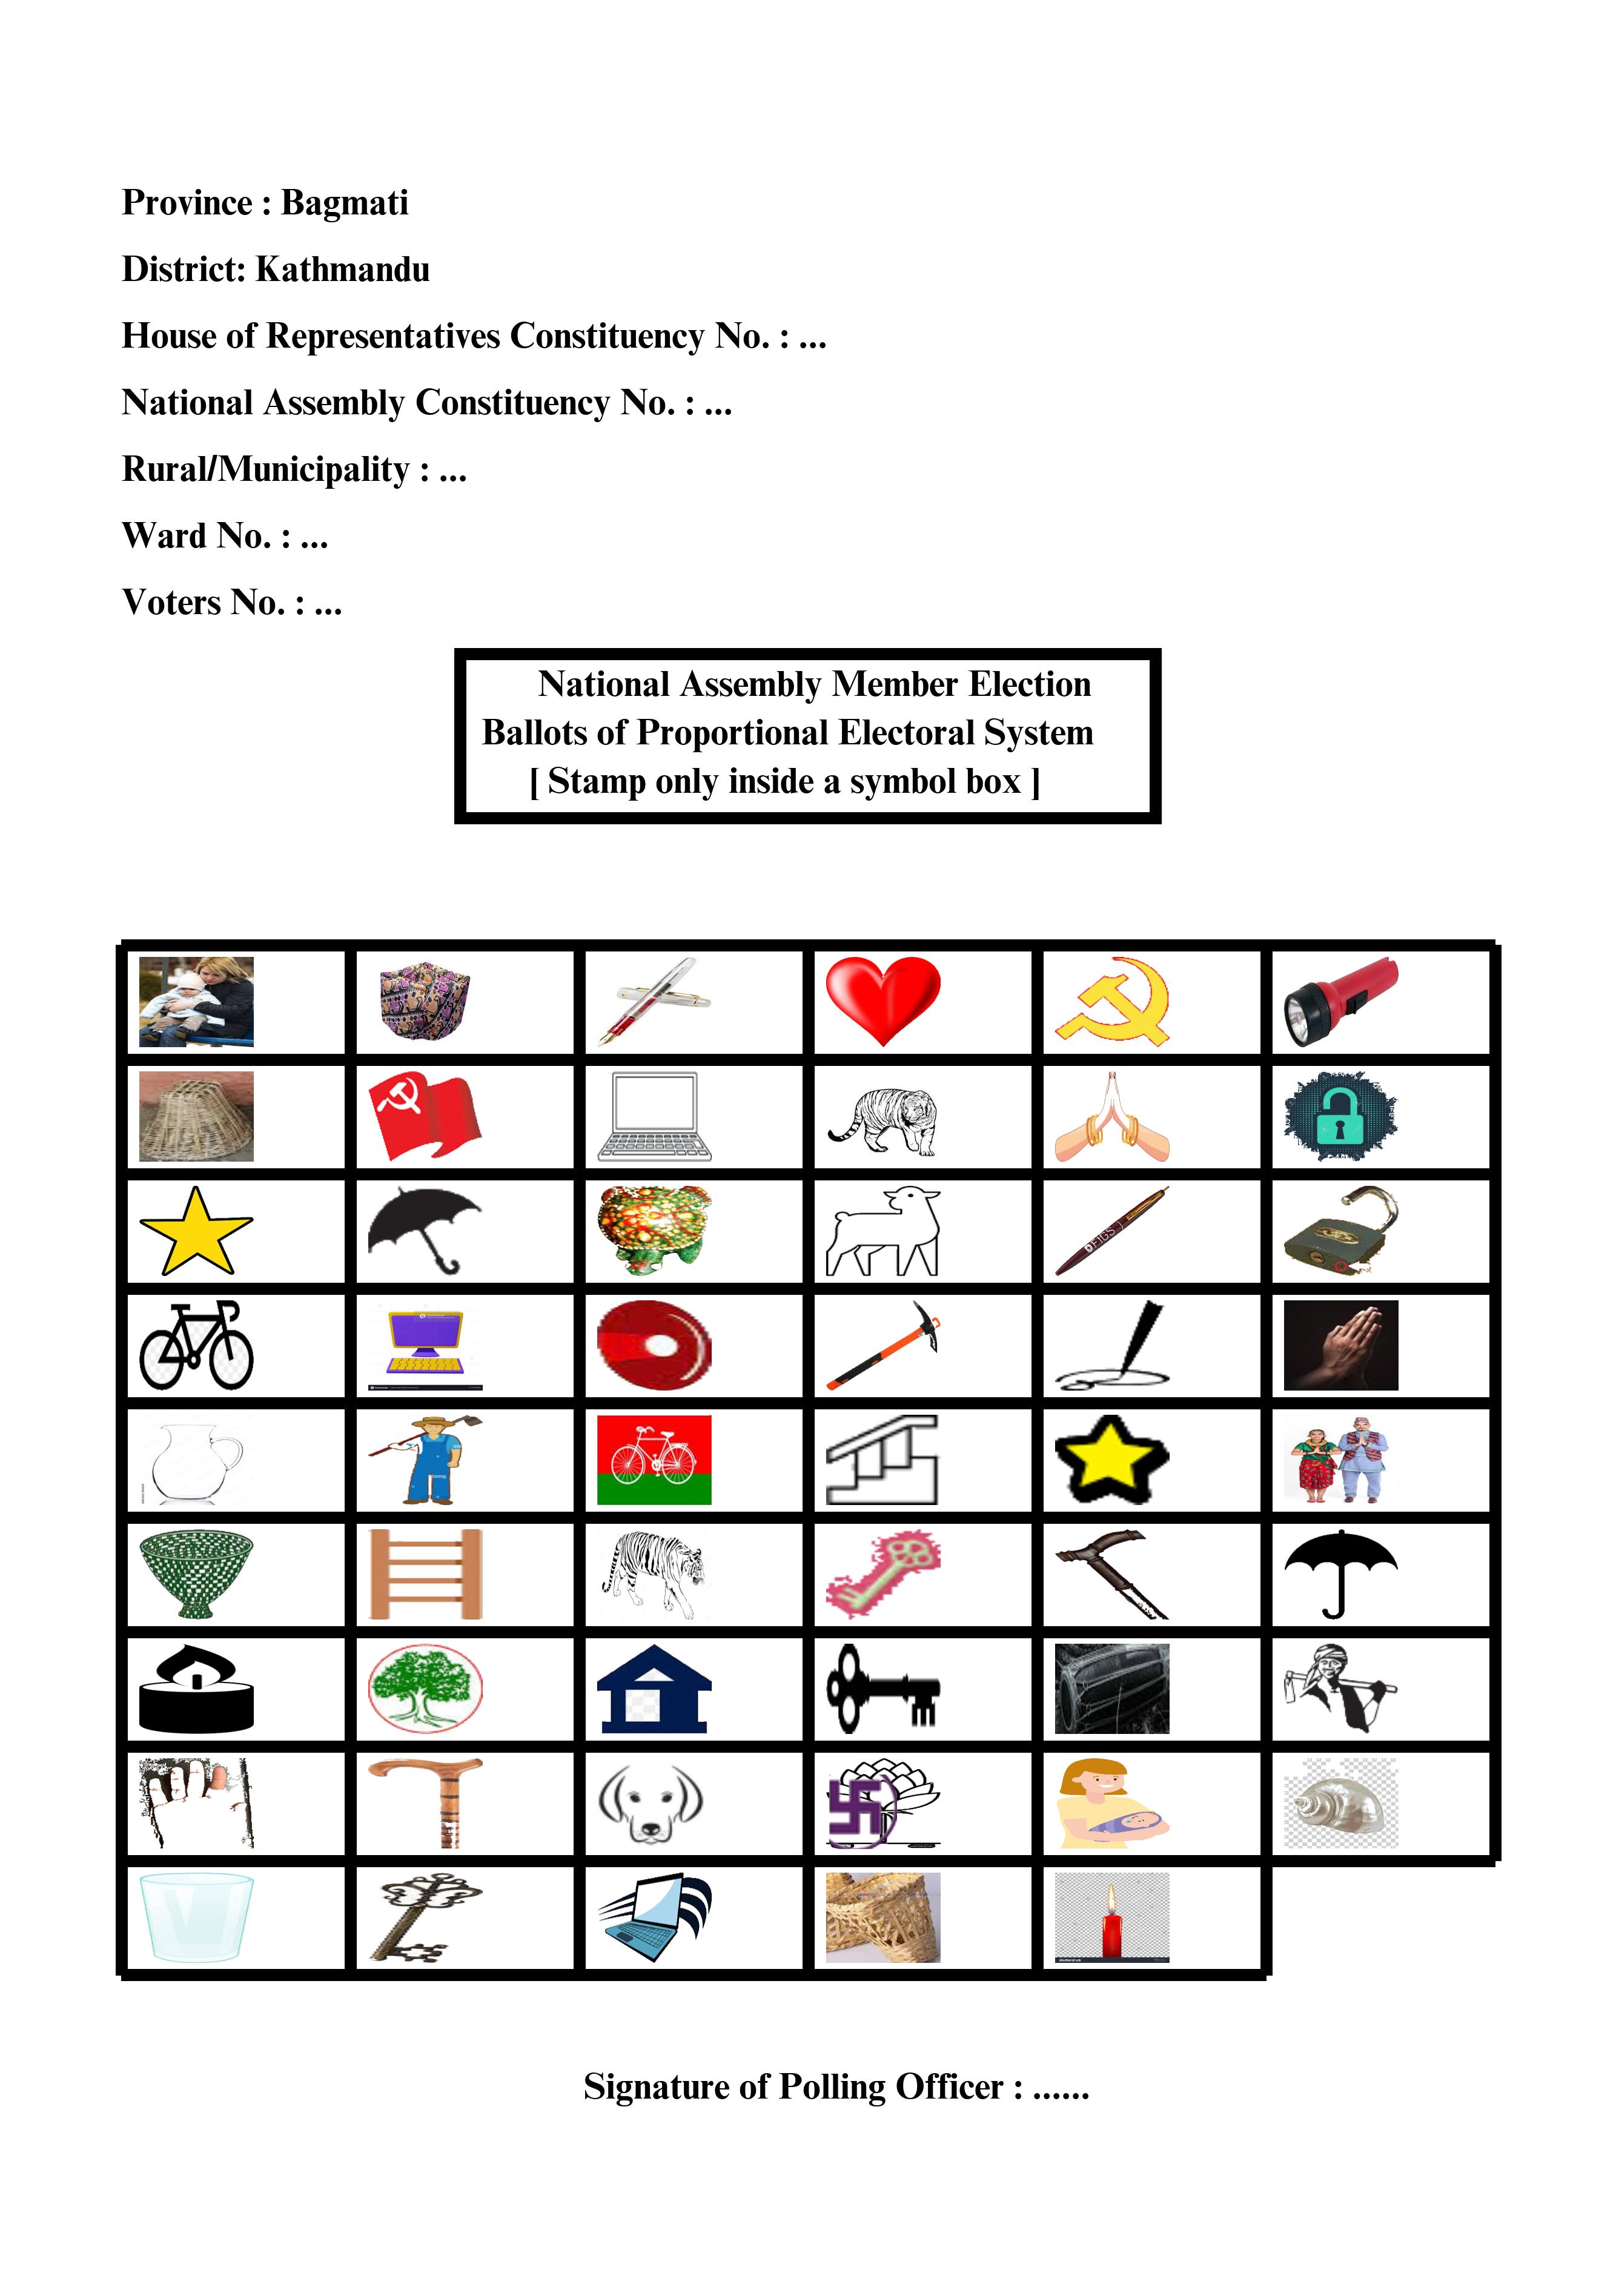 Province : Bagmati
District: Kathmandu
House of Representatives Constituency No. : ...
National Assembly Constituency No. : ...
Rural/Municipality : ...
Ward No. : ...
Voters No. : ...
National Assembly Member Election
Ballots of Proportional Electoral System
[ Stamp only inside a symbol box ]
Signature of Polling Officer : ......